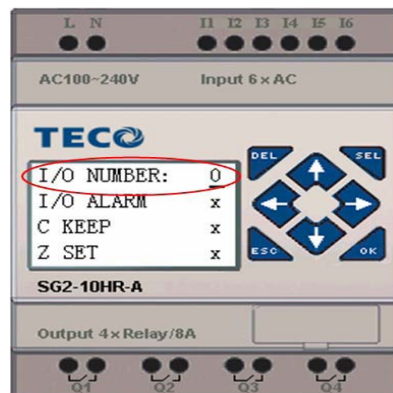 L N I1 I2 I3 I4 I5 I6
AC100~240V Input 6×AC
TECO
DEL SEL
I/O NUMBER: 0
I/O ALARM x
C KEEP x
Z SET x
ESC OK
SG2-10HR-A
Output 4×Relay/8A
Q1 Q2 Q3 Q4